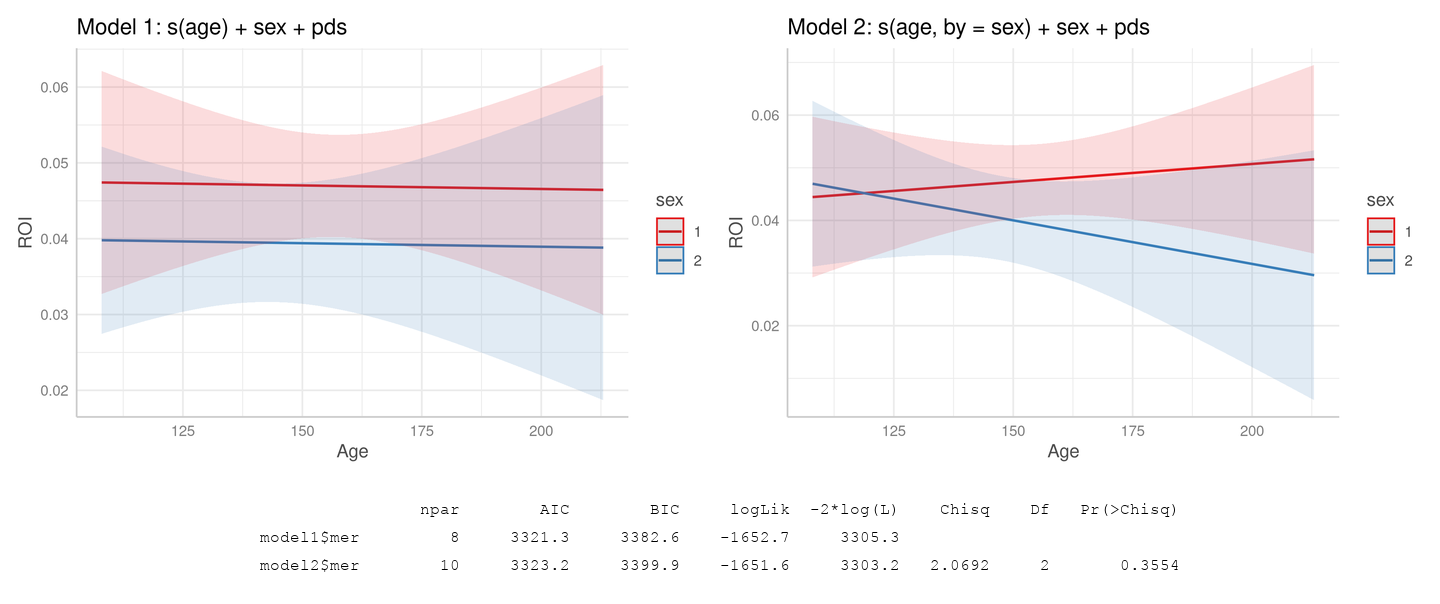 Model 1: s(age) + sex + pds
0.06
0.05
0.04
0.03
0.02
ROI
125 150 175 200
Age
sex
1
2
Model 2: s(age, by = sex) + sex + pds
0.06
0.04
0.02
ROI
125 150 175 200
Age
sex
1
2
npar AIC BIC logLik -2*log(L) Chisq Df Pr(>Chisq)
model1$mer 8 3321.3 3382.6 -1652.7 3305.3
model2$mer 10 3323.2 3399.9 -1651.6 3303.2 2.0692 2 0.3554